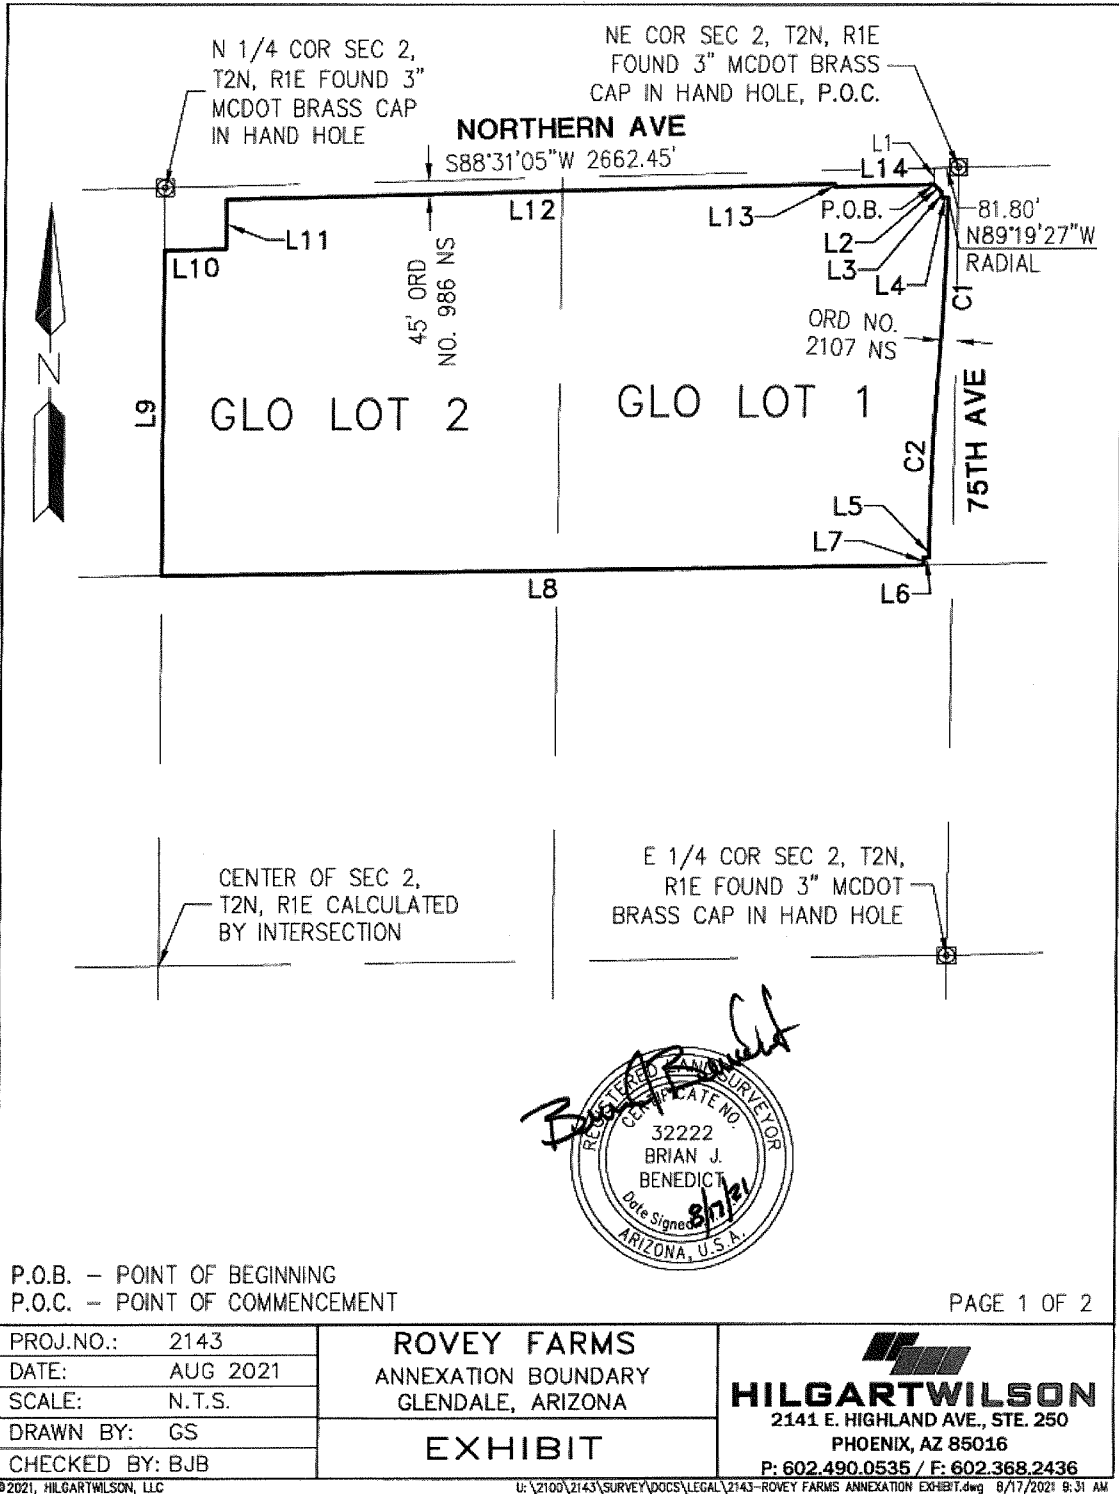 N 1/4 COR SEC 2,
T2N, R1E FOUND 3"
MCDOT BRASS CAP
IN HAND HOLE
NE COR SEC 2, T2N, R1E
FOUND 3" MCDOT BRASS
CAP IN HAND HOLE, P.O.C.
NORTHERN AVE
S88°31'05"W 2662.45'
L1
L14
L12
L13
P.O.B.
81.80'
N89°19'27"W
RADIAL
L2
L3
L4
L11
L10
45' ORD
NO. 986 NS
C1
ORD NO.
2107 NS
N
L9
GLO LOT 2
GLO LOT 1
75TH AVE
C2
L5
L7
L8
L6
CENTER OF SEC 2,
T2N, R1E CALCULATED
BY INTERSECTION
E 1/4 COR SEC 2, T2N,
R1E FOUND 3" MCDOT
BRASS CAP IN HAND HOLE
REGISTERED LAND SURVEYOR
CERTIFICATE NO.
32222
BRIAN J.
BENEDICT
Date Signed 8/17/21
ARIZONA, U.S.A.
P.O.B. – POINT OF BEGINNING
P.O.C. – POINT OF COMMENCEMENT
PAGE 1 OF 2
PROJ.NO.: 2143
DATE: AUG 2021
SCALE: N.T.S.
DRAWN BY: GS
CHECKED BY: BJB
ROVEY FARMS
ANNEXATION BOUNDARY
GLENDALE, ARIZONA
EXHIBIT
HILGARTWILSON
2141 E. HIGHLAND AVE., STE. 250
PHOENIX, AZ 85016
P: 602.490.0535 / F: 602.368.2436
©2021, HILGARTWILSON, LLC
U:\2100\2143\SURVEY\DOCS\LEGAL\2143-ROVEY FARMS ANNEXATION EXHIBIT.dwg 8/17/2021 9:31 AM